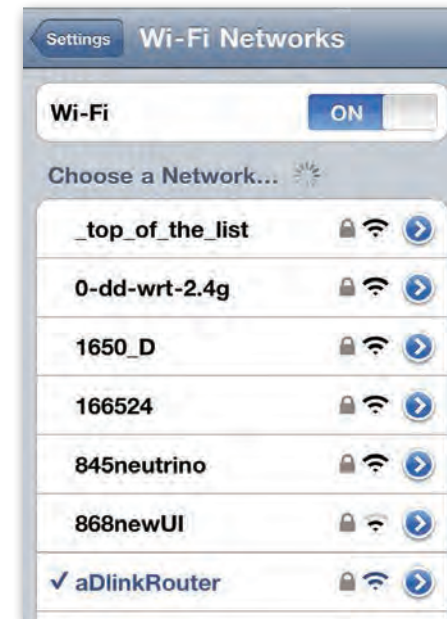 Settings Wi-Fi Networks
Wi-Fi ON
Choose a Network...
_top_of_the_list
0-dd-wrt-2.4g
1650_D
166524
845neutrino
868newUI
aDlinkRouter